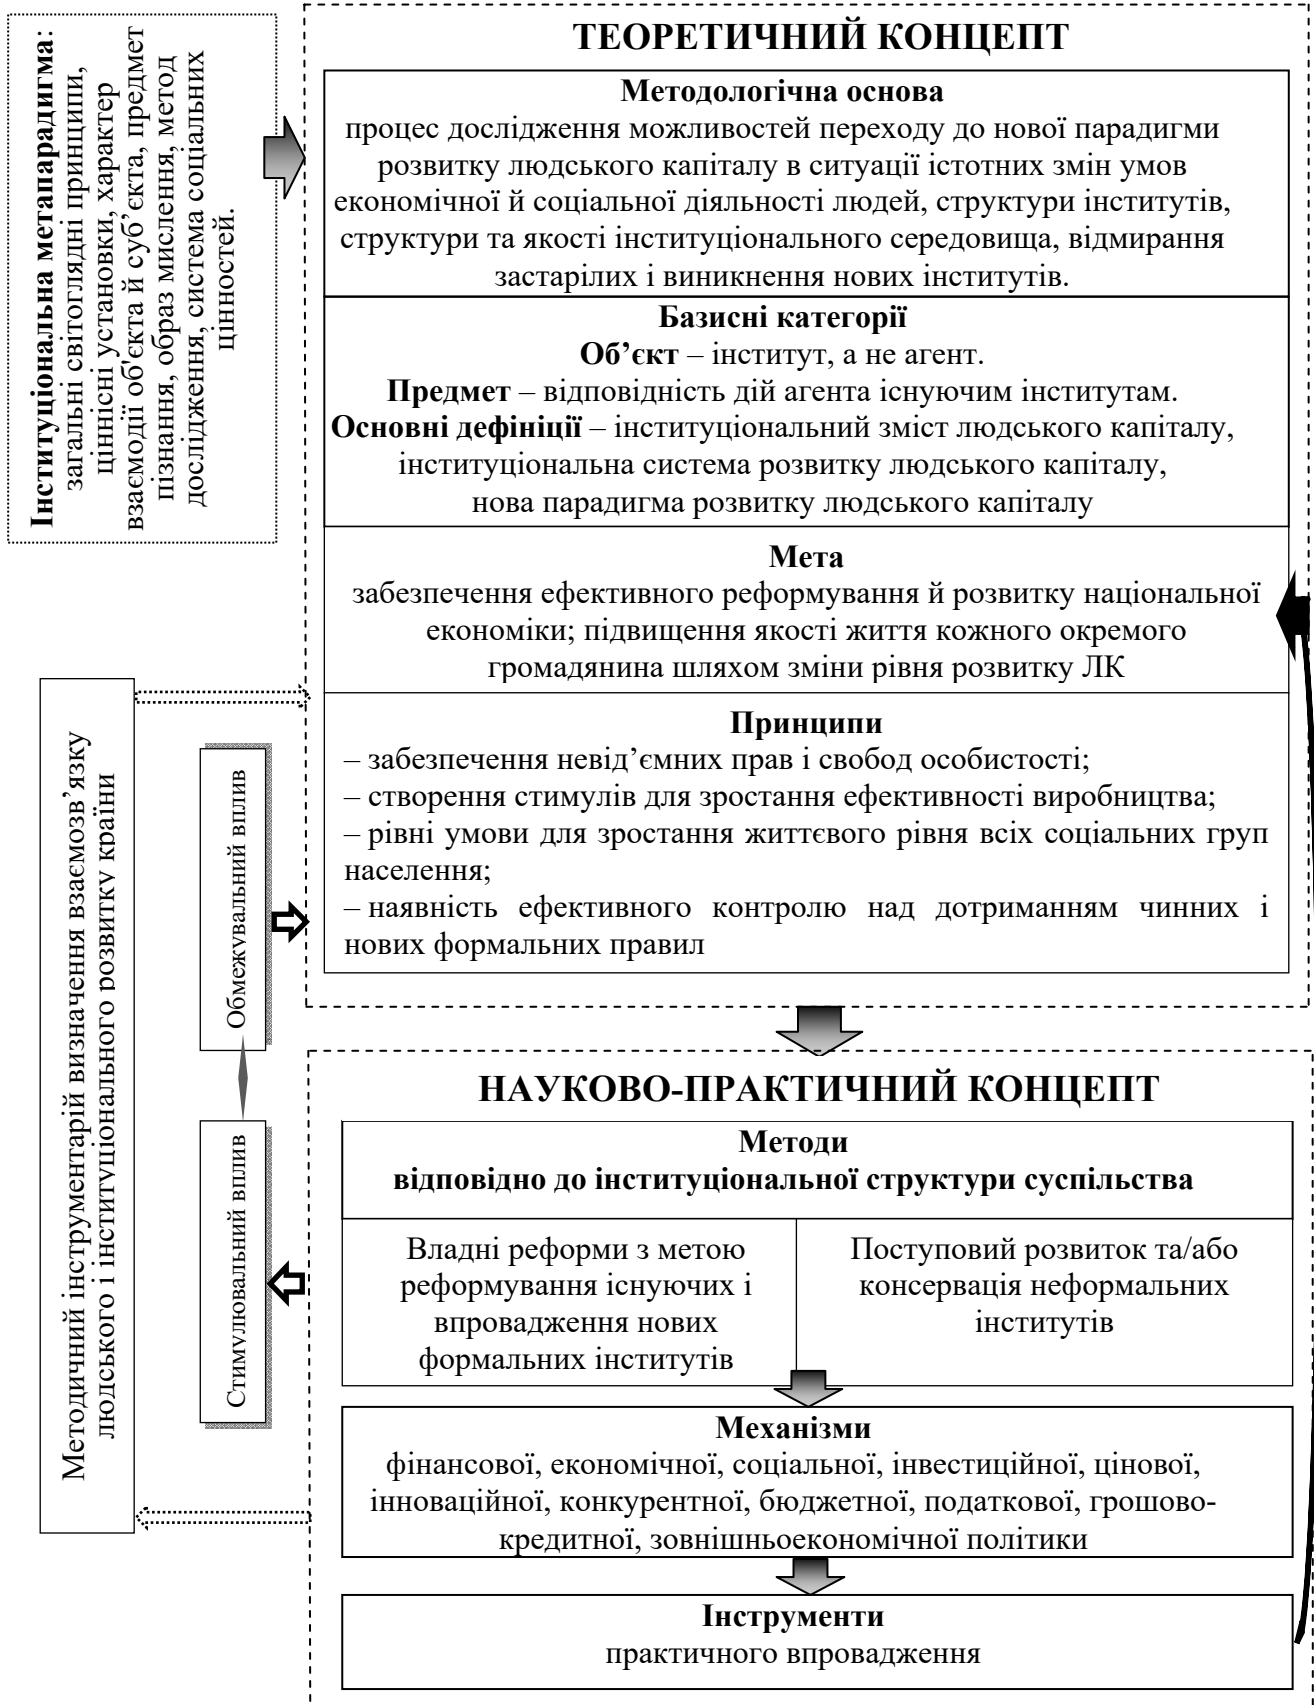 Інституціональна метапарадигма:
загальні світоглядні принципи,
ціннісні установки, характер
взаємодії об'єкта й суб’єкта, предмет
пізнання, образ мислення, метод
дослідження, система соціальних
цінностей.
ТЕОРЕТИЧНИЙ КОНЦЕПТ
Методологічна основа
процес дослідження можливостей переходу до нової парадигми
розвитку людського капіталу в ситуації істотних змін умов
економічної й соціальної діяльності людей, структури інститутів,
структури та якості інституціонального середовища, відмирання
застарілих і виникнення нових інститутів.
Базисні категорії
Об’єкт – інститут, а не агент.
Предмет – відповідність дій агента існуючим інститутам.
Основні дефініції – інституціональний зміст людського капіталу,
інституціональна система розвитку людського капіталу,
нова парадигма розвитку людського капіталу
Мета
забезпечення ефективного реформування й розвитку національної
економіки; підвищення якості життя кожного окремого
громадянина шляхом зміни рівня розвитку ЛК
Принципи
– забезпечення невід’ємних прав і свобод особистості;
– створення стимулів для зростання ефективності виробництва;
– рівні умови для зростання життєвого рівня всіх соціальних груп
населення;
– наявність ефективного контролю над дотриманням чинних і
нових формальних правил
Методичний інструментарій визначення взаємозв’язку
людського і інституціонального розвитку країни
Обмежувальний вплив
Стимулювальний вплив
НАУКОВО-ПРАКТИЧНИЙ КОНЦЕПТ
Методи
відповідно до інституціональної структури суспільства
Владні реформи з метою
реформування існуючих і
впровадження нових
формальних інститутів
Поступовий розвиток та/або
консервація неформальних
інститутів
Механізми
фінансової, економічної, соціальної, інвестиційної, цінової,
інноваційної, конкурентної, бюджетної, податкової, грошово-
кредитної, зовнішньоекономічної політики
Інструменти
практичного впровадження